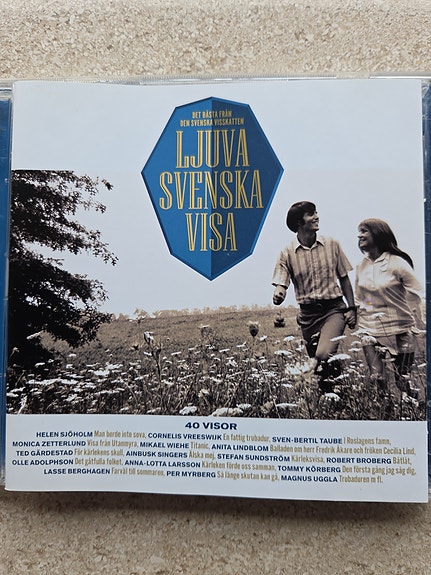 DET BÄSTA FRÅN
DEN SVENSKA VISSKATTEN
LJUVA
SVENSKA
VISA
40 VISOR
HELEN SJÖHOLM Man borde inte sova, CORNELIS VREESWIJK En fattig trubadur, SVEN-BERTIL TAUBE I Roslagens famn,
MONICA ZETTERLUND Visa från Utanmyra, MIKAEL WIEHE Titanic, ANITA LINDBLOM Balladen om herr Fredrik Åkare och fröken Cecilia Lind,
TED GÄRDESTAD För kärlekens skull, AINBUSK SINGERS Älska mej, STEFAN SUNDSTRÖM Kärleksvisa, ROBERT BROBERG Båtlåt,
OLLE ADOLPHSON Det gåtfulla folket, ANNA-LOTTA LARSSON Kärleken förde oss samman, TOMMY KÖRBERG Den första gång jag såg dig,
LASSE BERGHAGEN Farväl till sommaren, PER MYRBERG Så länge skutan kan gå, MAGNUS UGGLA Trubaduren m fl.